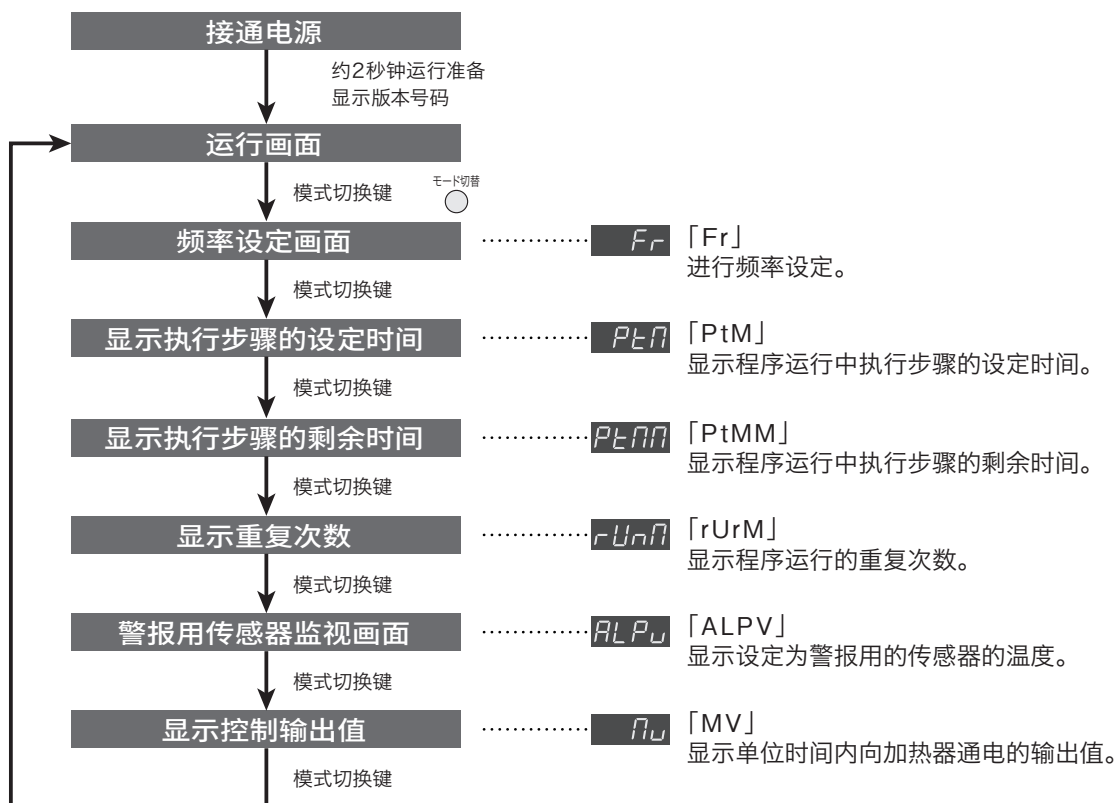 接通电源
约2秒钟运行准备
显示版本号码
运行画面
模式切换键
モード切替
频率设定画面
Fr
「Fr」
进行频率设定。
模式切换键
显示执行步骤的设定时间
PtM
「PtM」
显示程序运行中执行步骤的设定时间。
模式切换键
显示执行步骤的剩余时间
PtMM
「PtMM」
显示程序运行中执行步骤的剩余时间。
模式切换键
显示重复次数
rUnM
「rUrM」
显示程序运行的重复次数。
模式切换键
警报用传感器监视画面
ALPv
「ALPV」
显示设定为警报用的传感器的温度。
模式切换键
显示控制输出值
Mv
「MV」
显示单位时间内向加热器通电的输出值。
模式切换键